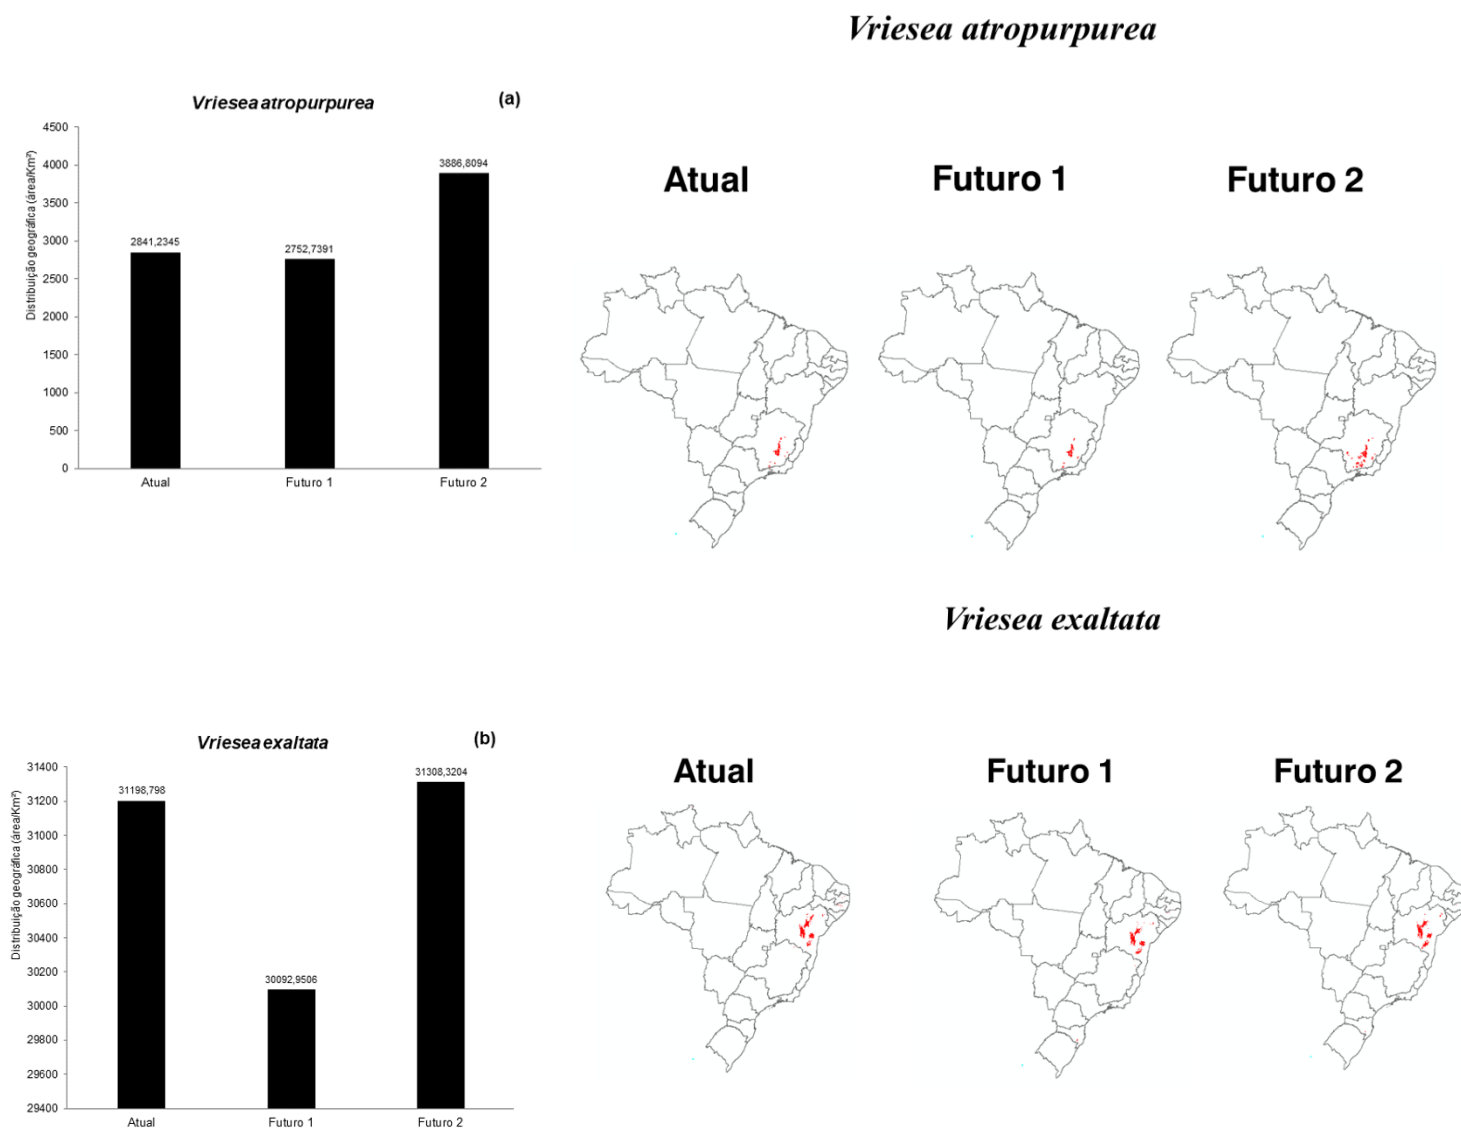 Vriesea atropurpurea
Vriesea atropurpurea
(a)
Distribuição geográfica (área/Km²)
4500
4000
3500
3000
2500
2000
1500
1000
500
0
2841,2345
2752,7391
3886,8094
Atual
Futuro 1
Futuro 2
Atual
Futuro 1
Futuro 2
Vriesea exaltata
Vriesea exaltata
(b)
Distribuição geográfica (área/Km²)
31400
31200
31000
30800
30600
30400
30200
30000
29800
29600
29400
31198,798
30092,9506
31308,3204
Atual
Futuro 1
Futuro 2
Atual
Futuro 1
Futuro 2